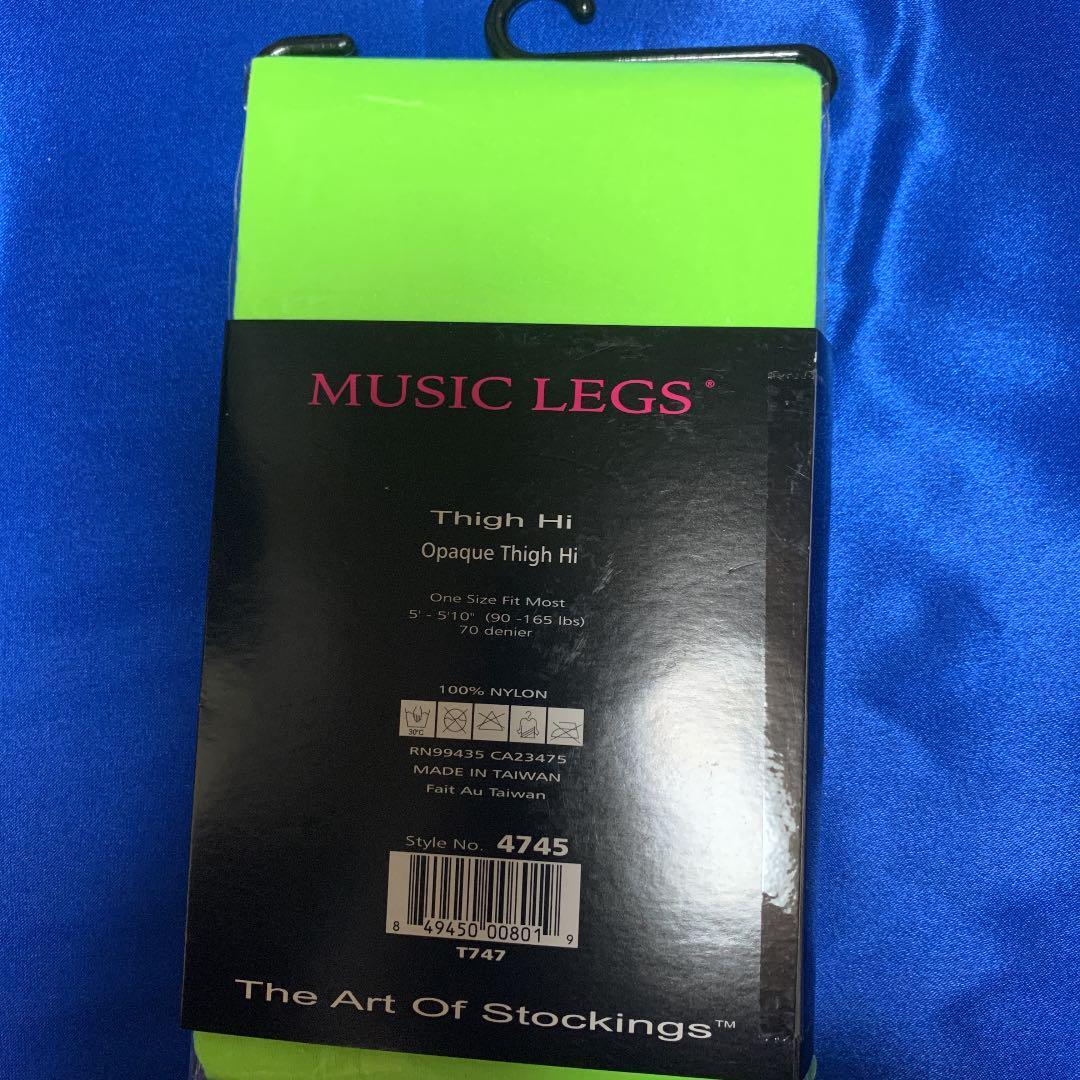 MUSIC LEGS®
Thigh Hi
Opaque Thigh Hi
One Size Fit Most
5' - 5'10" (90 -165 lbs)
70 denier
100% NYLON
30°C
RN99435 CA23475
MADE IN TAIWAN
Fait Au Taiwan
Style No. 4745
8 49450 00801 9
T747
The Art Of Stockings™